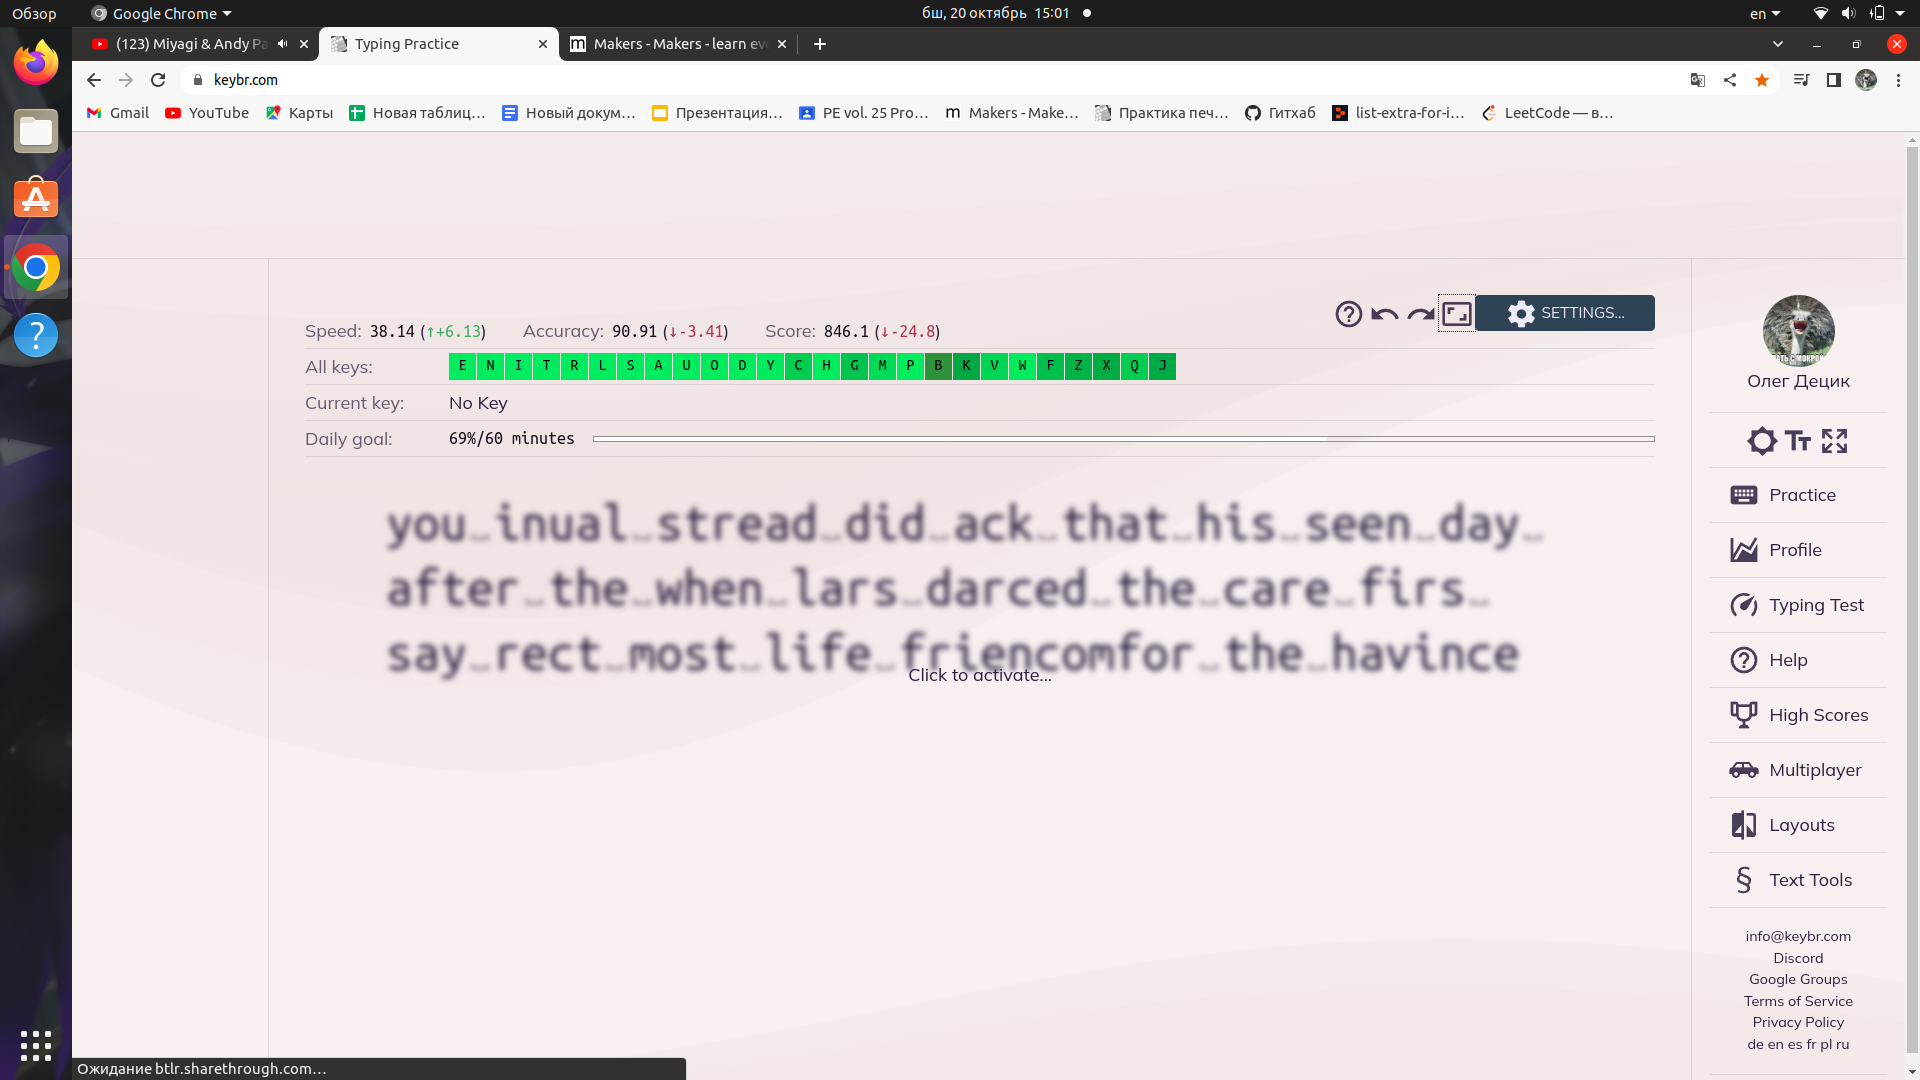 Обзор
Google Chrome
бш, 20 октябрь 15:01
en
(123) Miyagi & Andy Pa
Typing Practice
Makers - Makers - learn eve
keybr.com
Gmail
YouTube
Карты
Новая таблиц…
Новый докум…
Презентация…
PE vol. 25 Pro…
Makers - Make…
Практика печ…
Гитхаб
list-extra-for-i…
LeetCode — в…
SETTINGS...
Speed: 38.14 (↑+6.13)
Accuracy: 90.91 (↓-3.41)
Score: 846.1 (↓-24.8)
All keys: E N I T R L S A U O D Y C H G M P B K V W F Z X Q J
Current key: No Key
Daily goal: 69%/60 minutes
you inual stread did ack that his seen day
after the when lars darced the care firs
say rect most life friencomfor the havince
Click to activate...
Олег Децик
Practice
Profile
Typing Test
Help
High Scores
Multiplayer
Layouts
§ Text Tools
info@keybr.com
Discord
Google Groups
Terms of Service
Privacy Policy
de en es fr pl ru
Ожидание btlr.sharethrough.com…